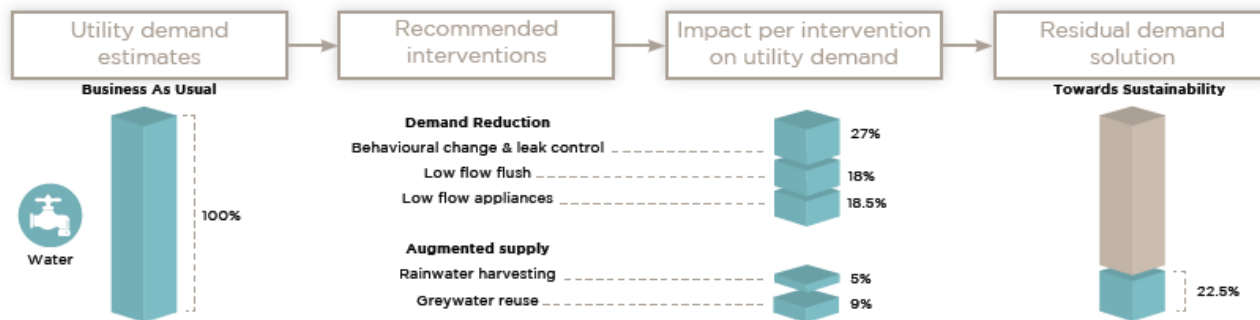 Utility demand
estimates
Recommended
interventions
Impact per intervention
on utility demand
Residual demand
solution
Business As Usual
100%
Water
Demand Reduction
Behavioural change & leak control
27%
Low flow flush
18%
Low flow appliances
18.5%
Augmented supply
Rainwater harvesting
5%
Greywater reuse
9%
Towards Sustainability
22.5%